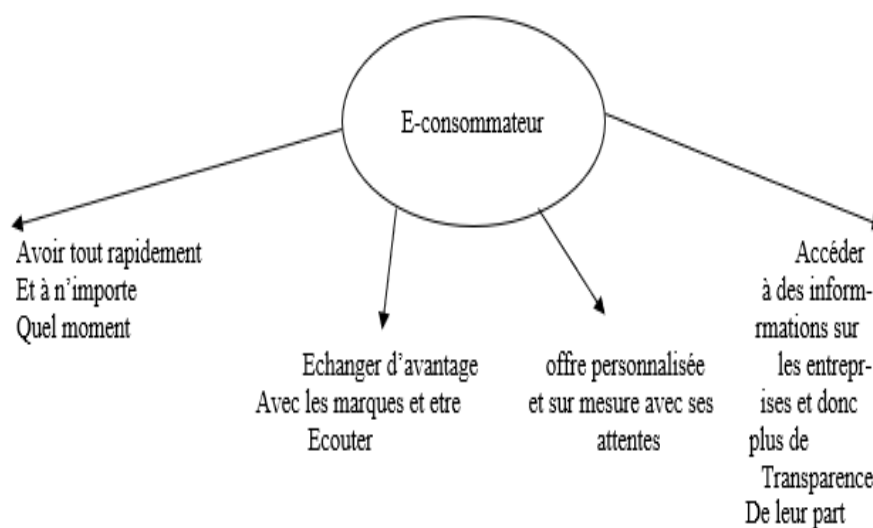 E-consommateur
Avoir tout rapidement
Et à n’importe
Quel moment
Echanger d’avantage
Avec les marques et etre
Ecouter
offre personnalisée
et sur mesure avec ses
attentes
Accéder
à des inform-
rmations sur
les entrepr-
ises et donc
plus de
Transparence
De leur part